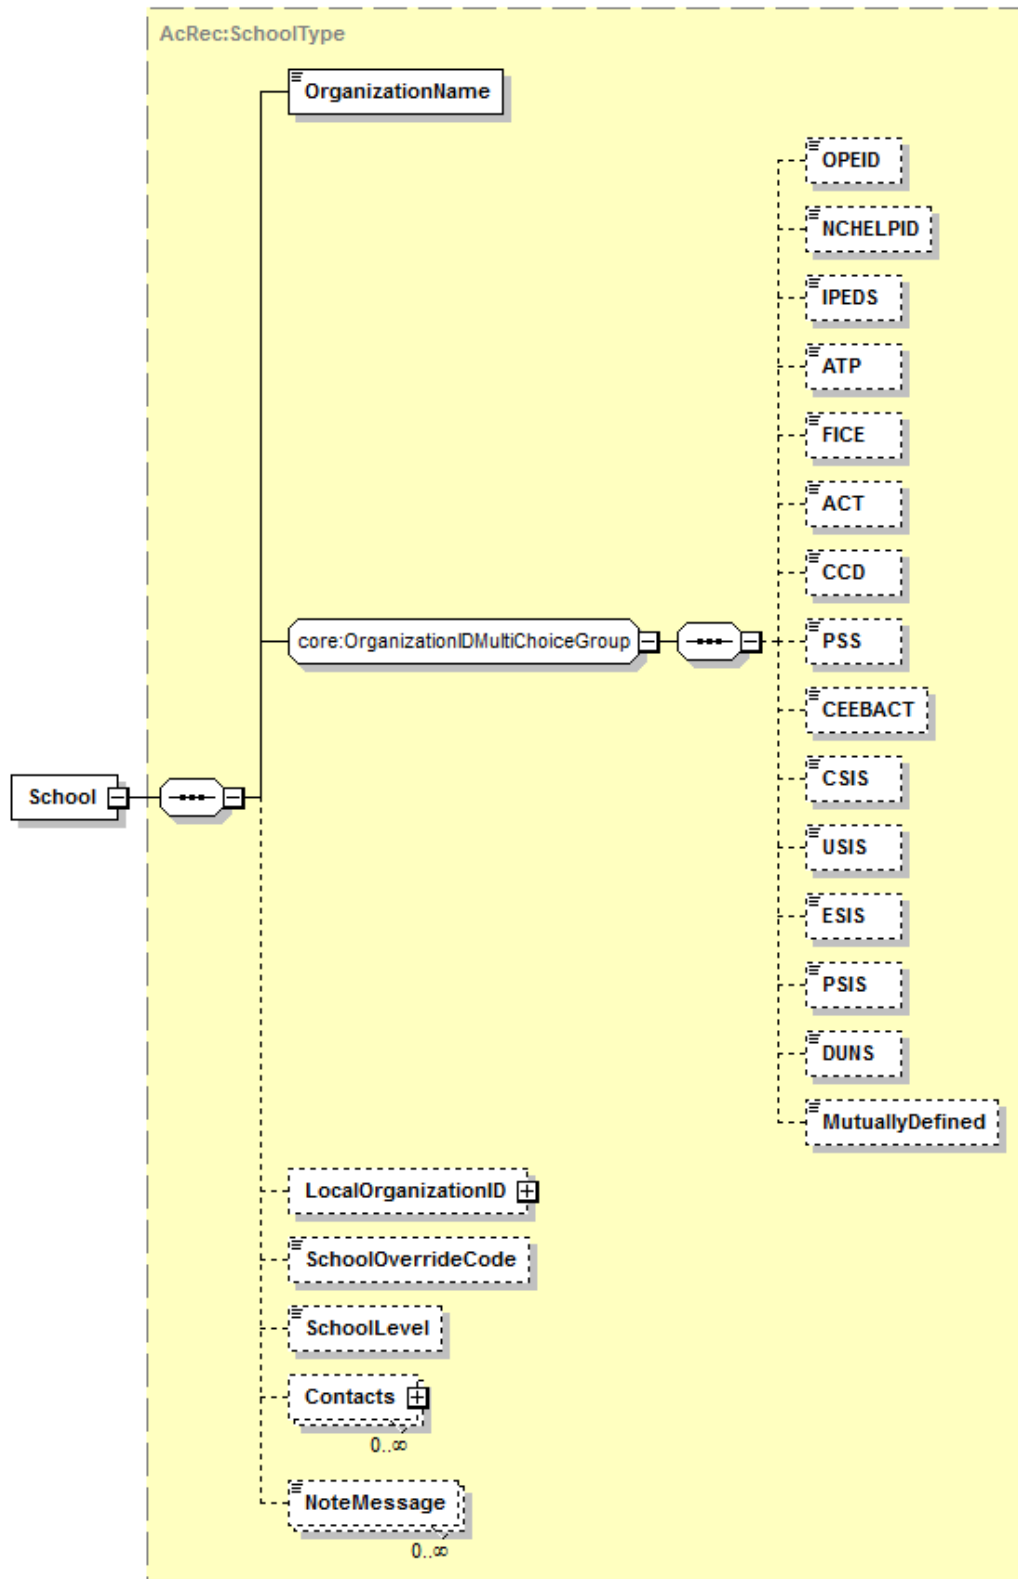 AcRec:SchoolType
OrganizationName
OPEID
NCHELPID
IPEDS
ATP
FICE
ACT
CCD
core:OrganizationIDMultiChoiceGroup
PSS
CEEBACT
CSIS
School
USIS
ESIS
PSIS
DUNS
MutuallyDefined
LocalOrganizationID
SchoolOverrideCode
SchoolLevel
Contacts
0..∞
NoteMessage
0..∞